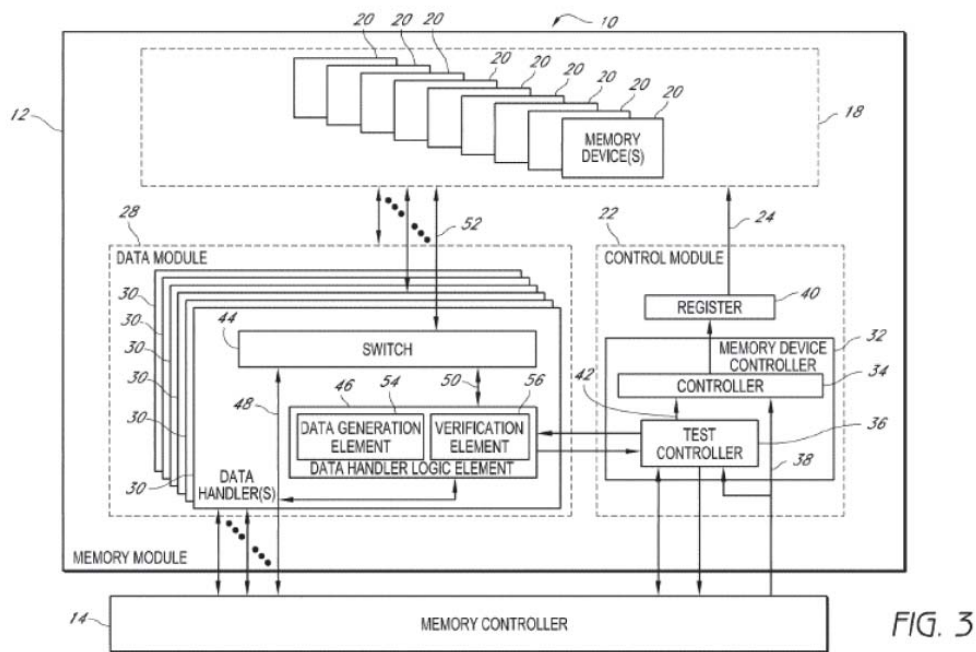 10
20 20 20
20 20 20 20 20 20
12
18
MEMORY
DEVICE(S)
52
24
28
22
DATA MODULE
CONTROL MODULE
30
30
30
30
30
30
44
SWITCH
REGISTER
40
32
MEMORY DEVICE
CONTROLLER
CONTROLLER
34
48
46
54
50
56
42
DATA GENERATION
ELEMENT
VERIFICATION
ELEMENT
DATA HANDLER LOGIC ELEMENT
TEST
CONTROLLER
36
38
DATA
HANDLER(S)
MEMORY MODULE
14
MEMORY CONTROLLER
FIG. 3